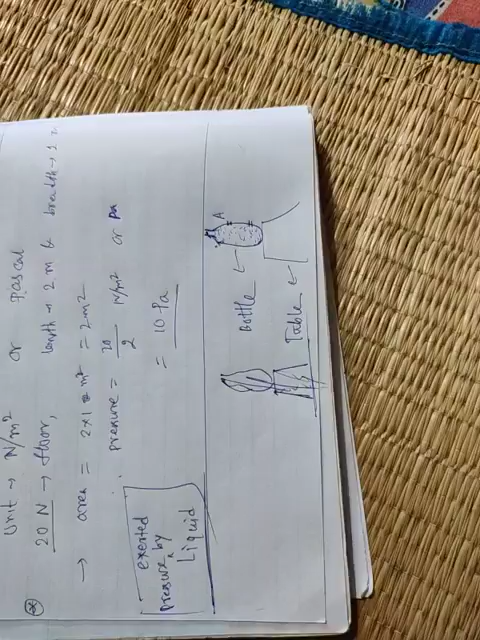 Unit → N/m² or Pascal
20 N → floor, length → 2 m & breadth → 1
→ area = 2×1 m² = 2m²
∴ pressure = 20/2 N/m² or Pa
= 10 Pa
exerted
Pressure by
Liquid
Bottle ← A
Table ←